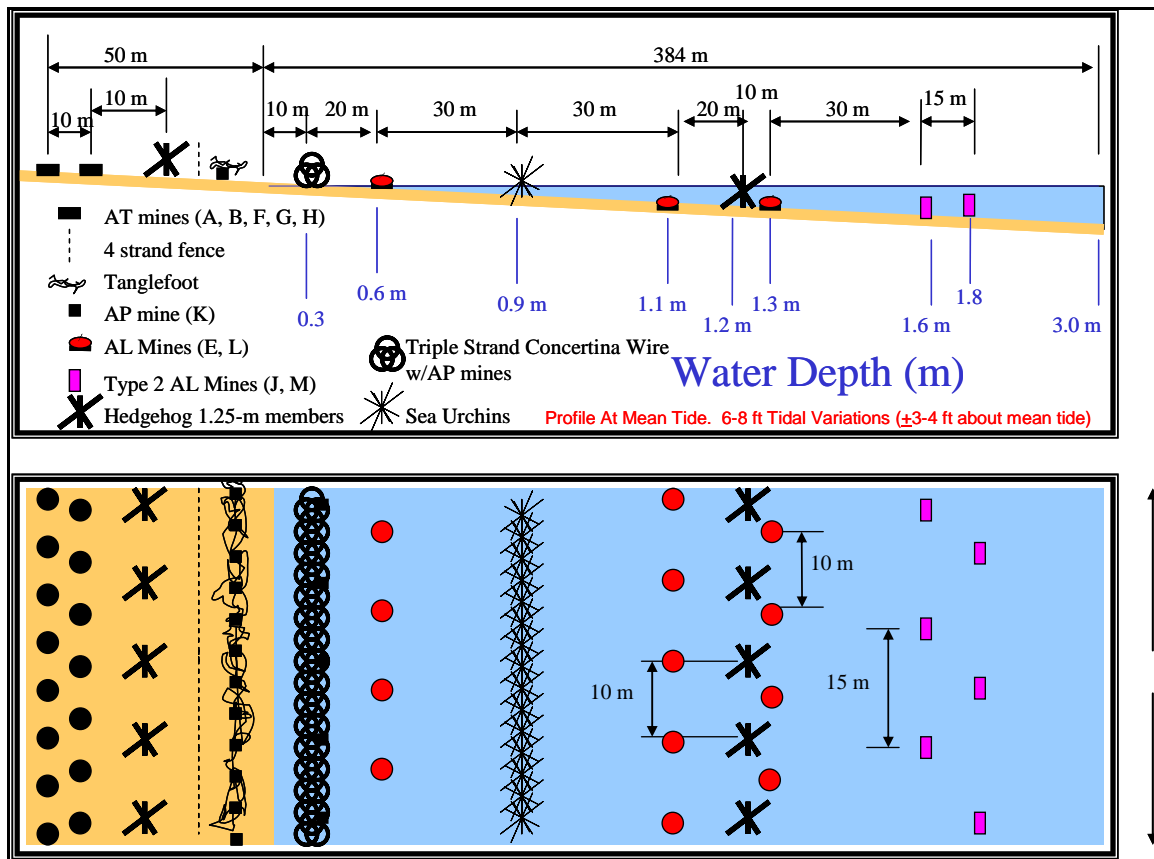 50 m
384 m
10 m
10 m
10 m
20 m
30 m
30 m
20 m
10 m
30 m
15 m
AT mines (A, B, F, G, H)
4 strand fence
Tanglefoot
AP mine (K)
AL Mines (E, L)
Type 2 AL Mines (J, M)
Hedgehog 1.25-m members
Triple Strand Concertina Wire
w/AP mines
Sea Urchins
0.3
0.6 m
0.9 m
1.1 m
1.2 m
1.3 m
1.6 m
1.8
3.0 m
Water Depth (m)
Profile At Mean Tide. 6-8 ft Tidal Variations (±3-4 ft about mean tide)
10 m
10 m
15 m